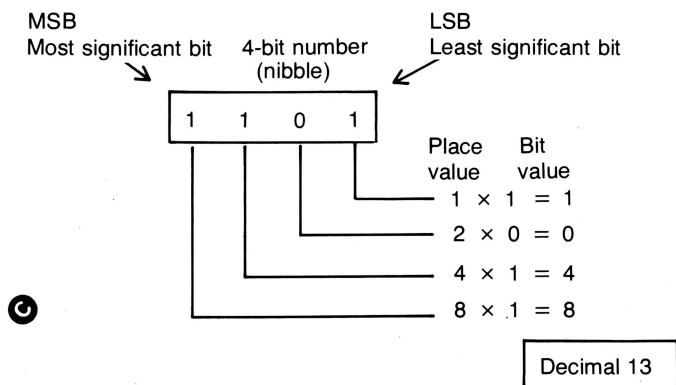 MSB
Most significant bit
4-bit number
(nibble)
LSB
Least significant bit
1 1 0 1
Place value
Bit value
1 × 1 = 1
2 × 0 = 0
4 × 1 = 4
8 × 1 = 8
Decimal 13